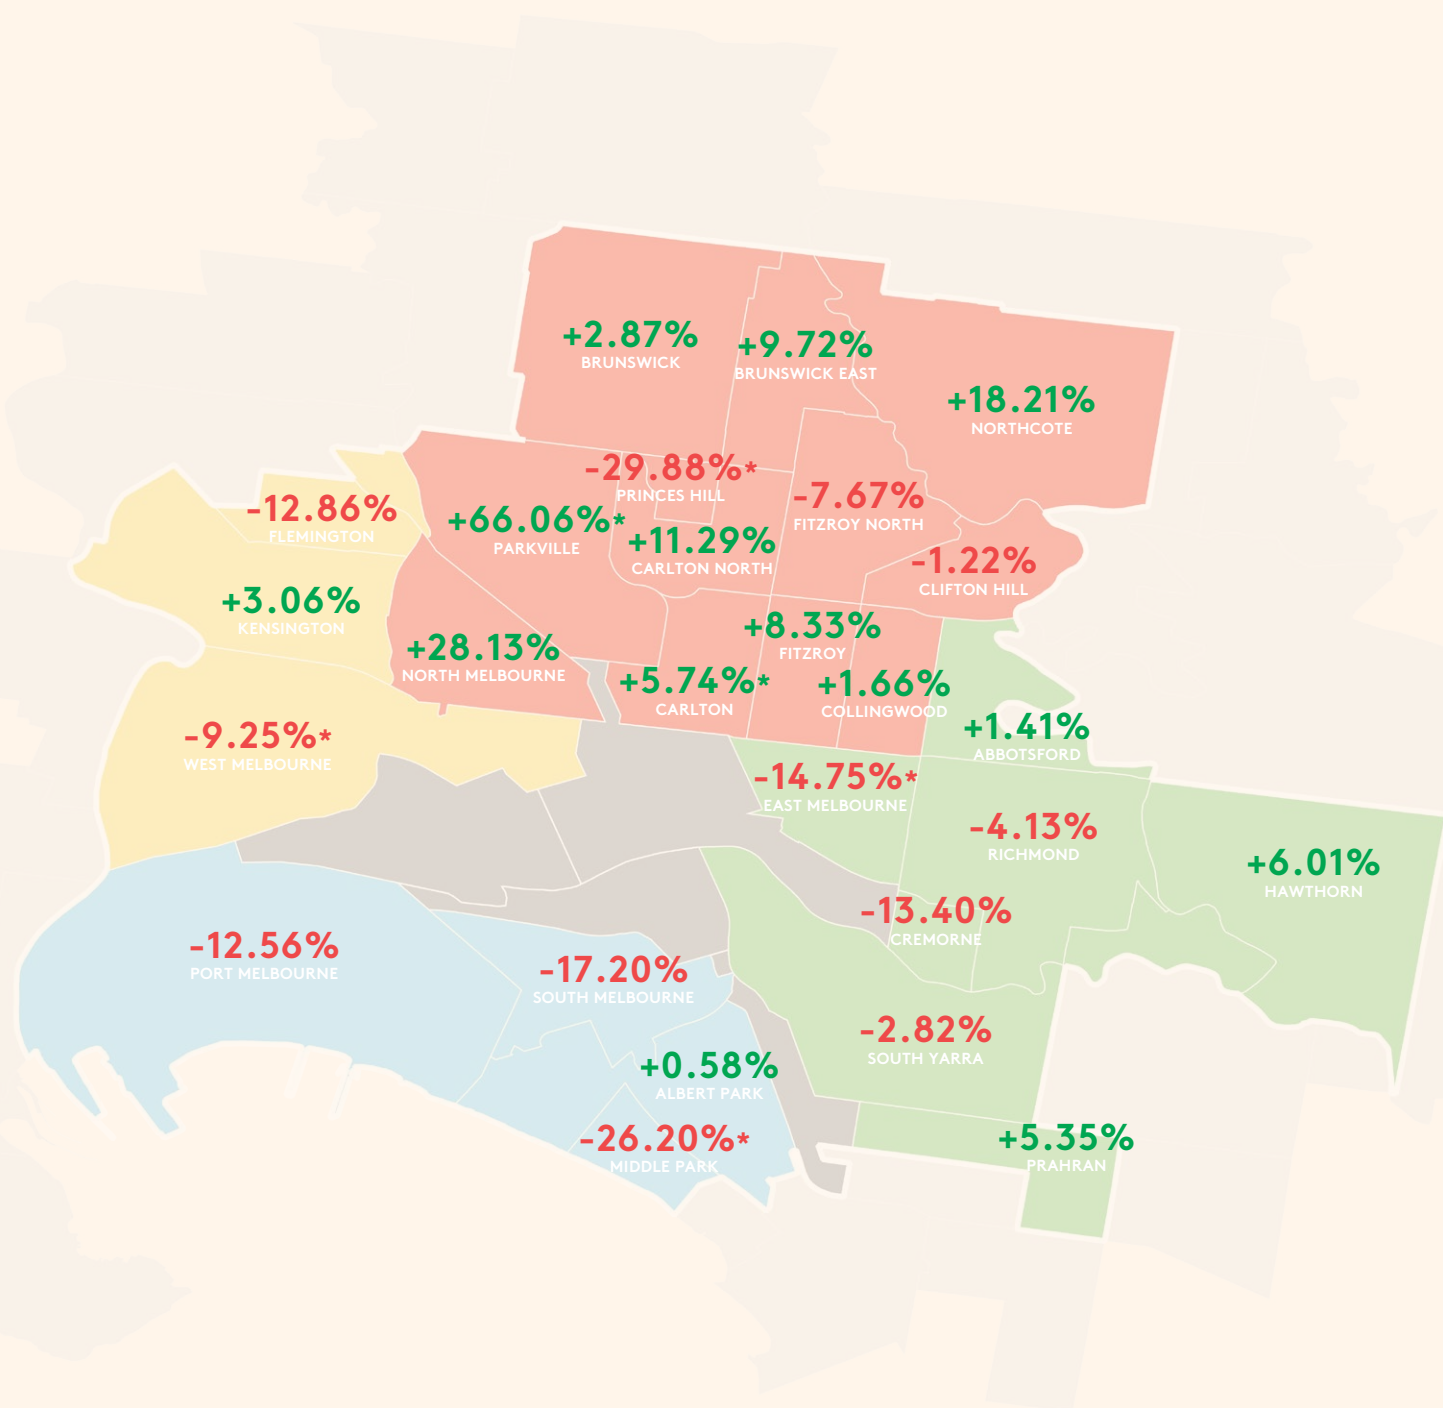 +2.87%
BRUNSWICK
+9.72%
BRUNSWICK EAST
+18.21%
NORTHCOTE
-29.88%*
PRINCES HILL
-7.67%
FITZROY NORTH
-12.86%
FLEMINGTON
+66.06%*
PARKVILLE
+11.29%
CARLTON NORTH
-1.22%
CLIFTON HILL
+3.06%
KENSINGTON
+28.13%
NORTH MELBOURNE
+8.33%
FITZROY
+5.74%*
CARLTON
+1.66%
COLLINGWOOD
-9.25%*
WEST MELBOURNE
+1.41%
ABBOTSFORD
-14.75%*
EAST MELBOURNE
-4.13%
RICHMOND
+6.01%
HAWTHORN
-13.40%
CREMORNE
-12.56%
PORT MELBOURNE
-17.20%
SOUTH MELBOURNE
-2.82%
SOUTH YARRA
+0.58%
ALBERT PARK
-26.20%*
MIDDLE PARK
+5.35%
PRAHRAN